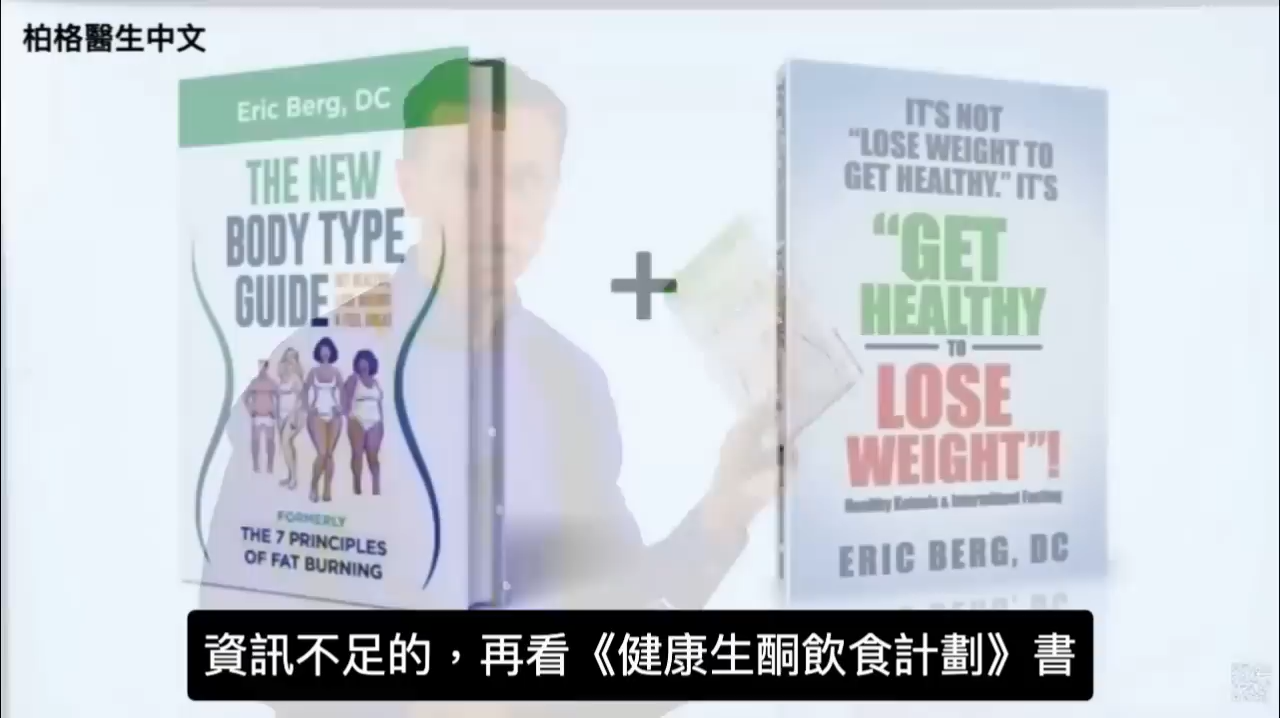 柏格醫生中文
Eric Berg, DC
THE NEW
BODY TYPE
GUIDE
FORMERLY
THE 7 PRINCIPLES
OF FAT BURNING
+
IT'S NOT
“LOSE WEIGHT TO
GET HEALTHY.” IT'S
“GET
HEALTHY
TO
LOSE
WEIGHT”!
Healthy Ketosis & Intermittent Fasting
ERIC BERG, DC
資訊不足的，再看《健康生酮飲食計劃》書